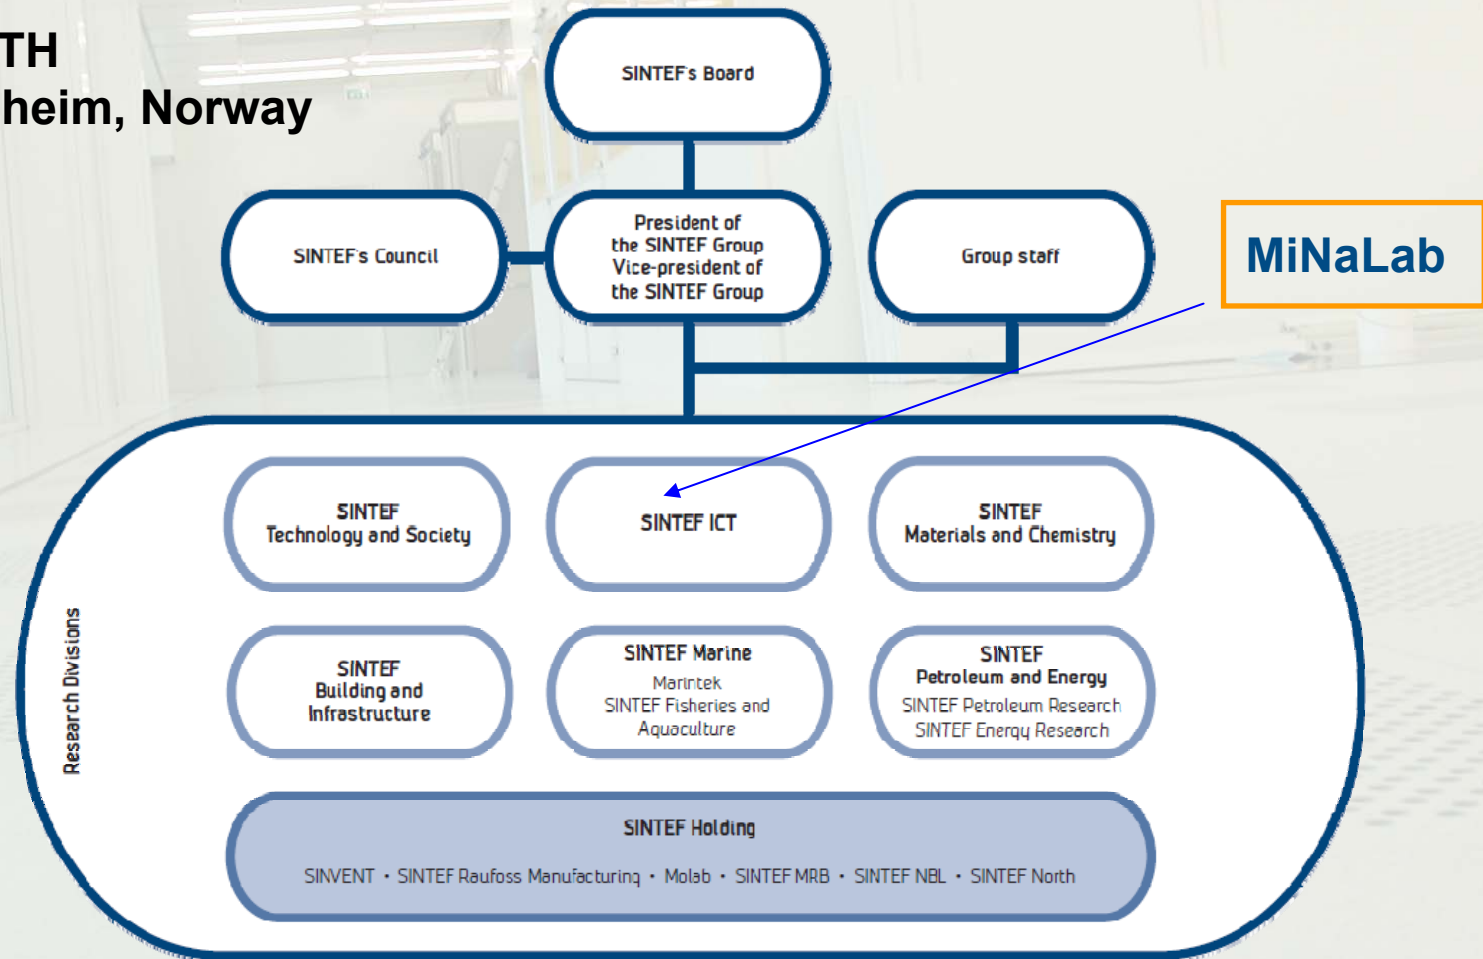 TH
heim, Norway
SINTEF's Board
SINTEF's Council
President of
the SINTEF Group
Vice-president of
the SINTEF Group
Group staff
MiNaLab
Research Divisions
SINTEF
Technology and Society
SINTEF ICT
SINTEF
Materials and Chemistry
SINTEF
Building and
Infrastructure
SINTEF Marine
Marintek
SINTEF Fisheries and
Aquaculture
SINTEF
Petroleum and Energy
SINTEF Petroleum Research
SINTEF Energy Research
SINTEF Holding
SINVENT • SINTEF Raufoss Manufacturing • Molab • SINTEF MRB • SINTEF NBL • SINTEF North